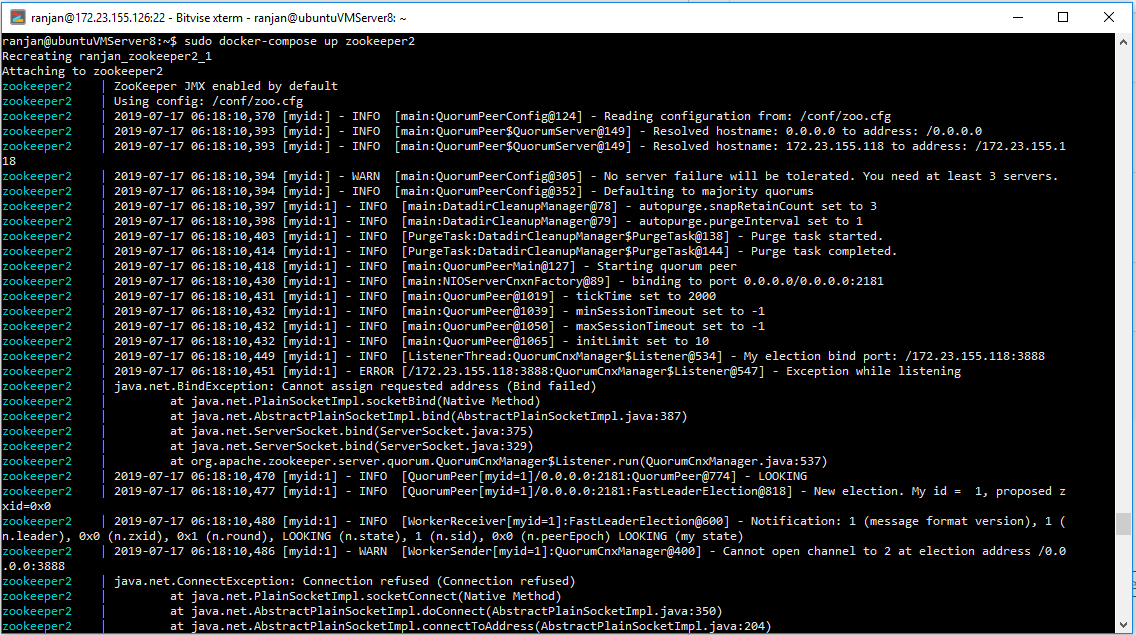 ranjan@172.23.155.126:22 - Bitvise xterm - ranjan@ubuntuVMServer8: ~
ranjan@ubuntuVMServer8:~$ sudo docker-compose up zookeeper2
Recreating ranjan_zookeeper2_1
Attaching to zookeeper2
zookeeper2    | ZooKeeper JMX enabled by default
zookeeper2    | Using config: /conf/zoo.cfg
zookeeper2    | 2019-07-17 06:18:10,370 [myid:] - INFO  [main:QuorumPeerConfig@124] - Reading configuration from: /conf/zoo.cfg
zookeeper2    | 2019-07-17 06:18:10,393 [myid:] - INFO  [main:QuorumPeer$QuorumServer@149] - Resolved hostname: 0.0.0.0 to address: /0.0.0.0
zookeeper2    | 2019-07-17 06:18:10,393 [myid:] - INFO  [main:QuorumPeer$QuorumServer@149] - Resolved hostname: 172.23.155.118 to address: /172.23.155.1
18
zookeeper2    | 2019-07-17 06:18:10,394 [myid:] - WARN  [main:QuorumPeerConfig@305] - No server failure will be tolerated. You need at least 3 servers.
zookeeper2    | 2019-07-17 06:18:10,394 [myid:] - INFO  [main:QuorumPeerConfig@352] - Defaulting to majority quorums
zookeeper2    | 2019-07-17 06:18:10,397 [myid:1] - INFO  [main:DatadirCleanupManager@78] - autopurge.snapRetainCount set to 3
zookeeper2    | 2019-07-17 06:18:10,398 [myid:1] - INFO  [main:DatadirCleanupManager@79] - autopurge.purgeInterval set to 1
zookeeper2    | 2019-07-17 06:18:10,403 [myid:1] - INFO  [PurgeTask:DatadirCleanupManager$PurgeTask@138] - Purge task started.
zookeeper2    | 2019-07-17 06:18:10,414 [myid:1] - INFO  [PurgeTask:DatadirCleanupManager$PurgeTask@144] - Purge task completed.
zookeeper2    | 2019-07-17 06:18:10,418 [myid:1] - INFO  [main:QuorumPeerMain@127] - Starting quorum peer
zookeeper2    | 2019-07-17 06:18:10,430 [myid:1] - INFO  [main:NIOServerCnxnFactory@89] - binding to port 0.0.0.0/0.0.0.0:2181
zookeeper2    | 2019-07-17 06:18:10,431 [myid:1] - INFO  [main:QuorumPeer@1019] - tickTime set to 2000
zookeeper2    | 2019-07-17 06:18:10,432 [myid:1] - INFO  [main:QuorumPeer@1039] - minSessionTimeout set to -1
zookeeper2    | 2019-07-17 06:18:10,432 [myid:1] - INFO  [main:QuorumPeer@1050] - maxSessionTimeout set to -1
zookeeper2    | 2019-07-17 06:18:10,432 [myid:1] - INFO  [main:QuorumPeer@1065] - initLimit set to 10
zookeeper2    | 2019-07-17 06:18:10,449 [myid:1] - INFO  [ListenerThread:QuorumCnxManager$Listener@534] - My election bind port: /172.23.155.118:3888
zookeeper2    | 2019-07-17 06:18:10,451 [myid:1] - ERROR [/172.23.155.118:3888:QuorumCnxManager$Listener@547] - Exception while listening
zookeeper2    | java.net.BindException: Cannot assign requested address (Bind failed)
zookeeper2    |         at java.net.PlainSocketImpl.socketBind(Native Method)
zookeeper2    |         at java.net.AbstractPlainSocketImpl.bind(AbstractPlainSocketImpl.java:387)
zookeeper2    |         at java.net.ServerSocket.bind(ServerSocket.java:375)
zookeeper2    |         at java.net.ServerSocket.bind(ServerSocket.java:329)
zookeeper2    |         at org.apache.zookeeper.server.quorum.QuorumCnxManager$Listener.run(QuorumCnxManager.java:537)
zookeeper2    | 2019-07-17 06:18:10,470 [myid:1] - INFO  [QuorumPeer[myid=1]/0.0.0.0:2181:QuorumPeer@774] - LOOKING
zookeeper2    | 2019-07-17 06:18:10,477 [myid:1] - INFO  [QuorumPeer[myid=1]/0.0.0.0:2181:FastLeaderElection@818] - New election. My id =  1, proposed z
xid=0x0
zookeeper2    | 2019-07-17 06:18:10,480 [myid:1] - INFO  [WorkerReceiver[myid=1]:FastLeaderElection@600] - Notification: 1 (message format version), 1 (
n.leader), 0x0 (n.zxid), 0x1 (n.round), LOOKING (n.state), 1 (n.sid), 0x0 (n.peerEpoch) LOOKING (my state)
zookeeper2    | 2019-07-17 06:18:10,486 [myid:1] - WARN  [WorkerSender[myid=1]:QuorumCnxManager@400] - Cannot open channel to 2 at election address /0.0
.0.0:3888
zookeeper2    | java.net.ConnectException: Connection refused (Connection refused)
zookeeper2    |         at java.net.PlainSocketImpl.socketConnect(Native Method)
zookeeper2    |         at java.net.AbstractPlainSocketImpl.doConnect(AbstractPlainSocketImpl.java:350)
zookeeper2    |         at java.net.AbstractPlainSocketImpl.connectToAddress(AbstractPlainSocketImpl.java:204)